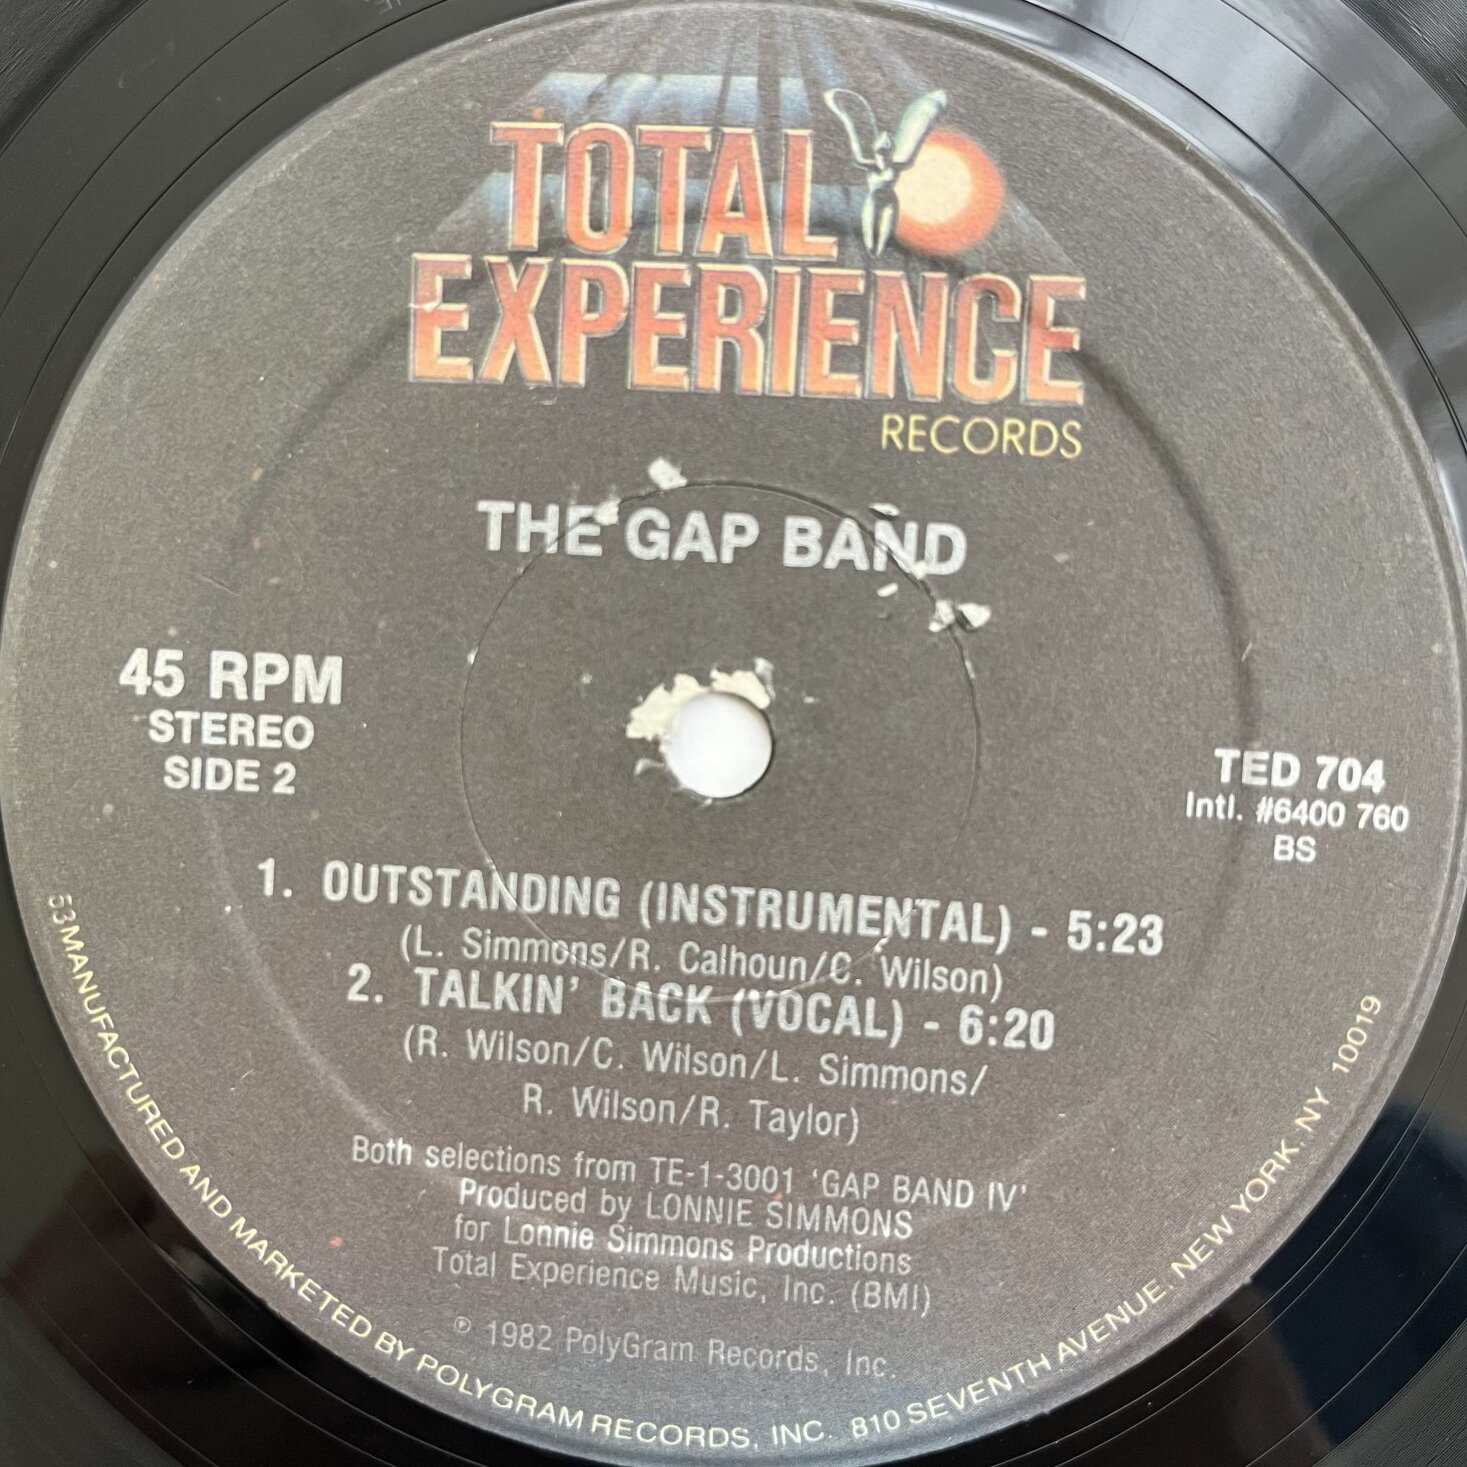 TOTAL
EXPERIENCE
RECORDS
THE GAP BAND
45 RPM
STEREO
SIDE 2
TED 704
Intl. #6400 760
BS
1. OUTSTANDING (INSTRUMENTAL) - 5:23
(L. Simmons/R. Calhoun/C. Wilson)
2. TALKIN' BACK (VOCAL) - 6:20
(R. Wilson/C. Wilson/L. Simmons/
R. Wilson/R. Taylor)
Both selections from TE-1-3001 'GAP BAND IV'
Produced by LONNIE SIMMONS
for Lonnie Simmons Productions
Total Experience Music, Inc. (BMI)
℗ 1982 PolyGram Records, Inc.
53 MANUFACTURED AND MARKETED BY POLYGRAM RECORDS, INC. 810 SEVENTH AVENUE. NEW YORK. NY 10019